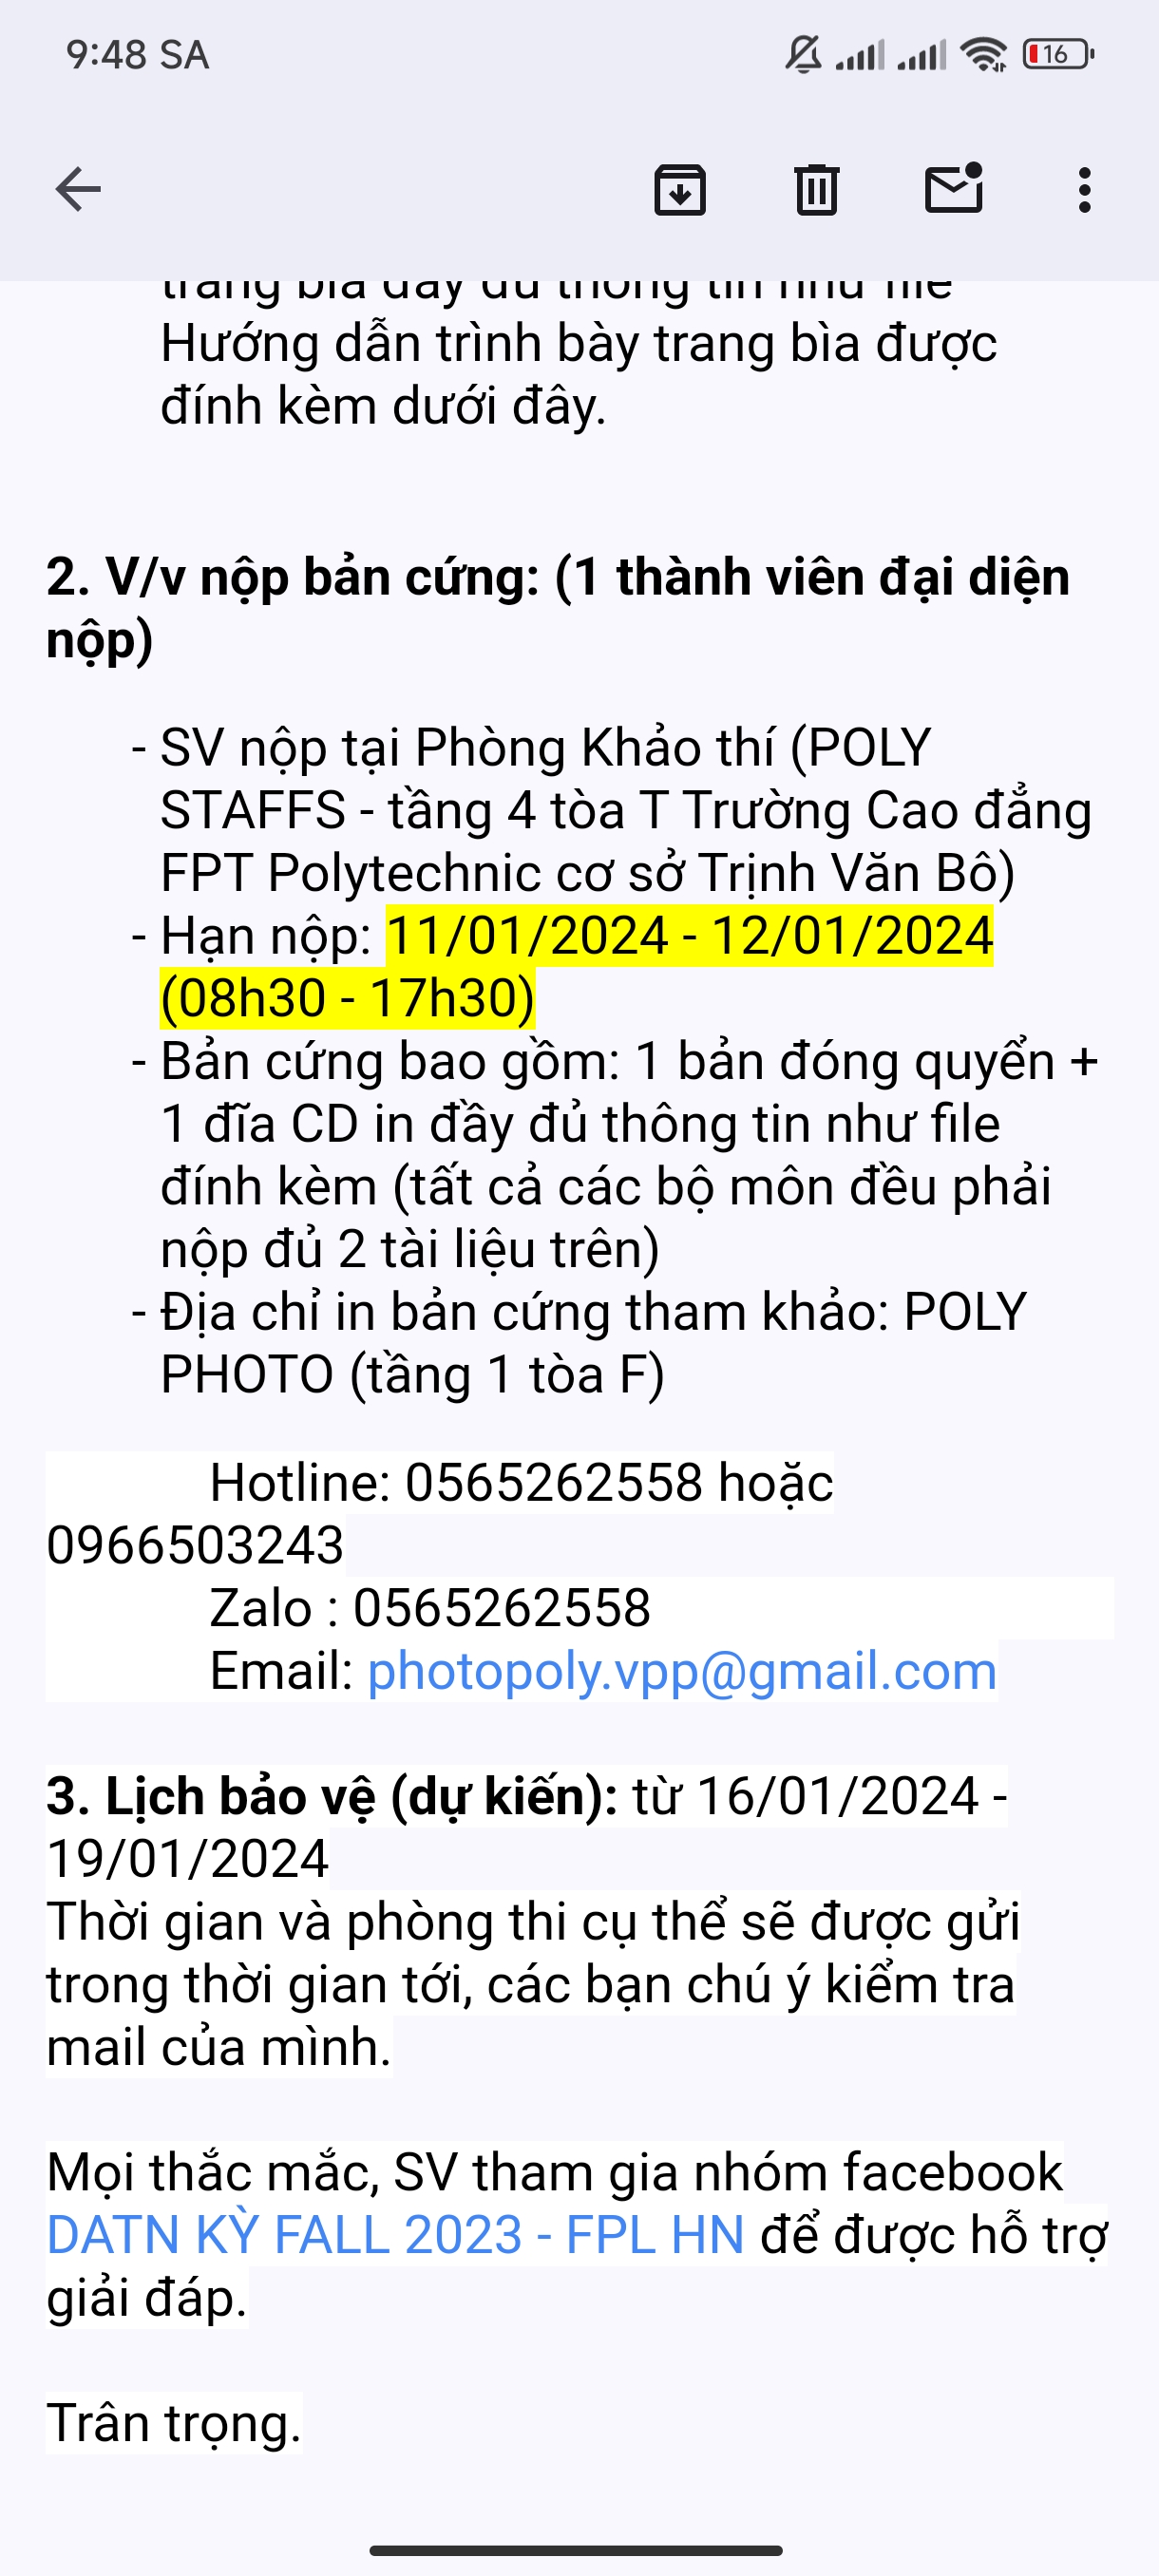 9:48 SA
16
trang bìa đầy đủ thông tin như file
Hướng dẫn trình bày trang bìa được
đính kèm dưới đây.
2. V/v nộp bản cứng: (1 thành viên đại diện
nộp)
- SV nộp tại Phòng Khảo thí (POLY
STAFFS - tầng 4 tòa T Trường Cao đẳng
FPT Polytechnic cơ sở Trịnh Văn Bô)
- Hạn nộp: 11/01/2024 - 12/01/2024
(08h30 - 17h30)
- Bản cứng bao gồm: 1 bản đóng quyển +
1 đĩa CD in đầy đủ thông tin như file
đính kèm (tất cả các bộ môn đều phải
nộp đủ 2 tài liệu trên)
- Địa chỉ in bản cứng tham khảo: POLY
PHOTO (tầng 1 tòa F)
Hotline: 0565262558 hoặc
0966503243
Zalo : 0565262558
Email: photopoly.vpp@gmail.com
3. Lịch bảo vệ (dự kiến): từ 16/01/2024 -
19/01/2024
Thời gian và phòng thi cụ thể sẽ được gửi
trong thời gian tới, các bạn chú ý kiểm tra
mail của mình.
Mọi thắc mắc, SV tham gia nhóm facebook
DATN KỲ FALL 2023 - FPL HN để được hỗ trợ
giải đáp.
Trân trọng.